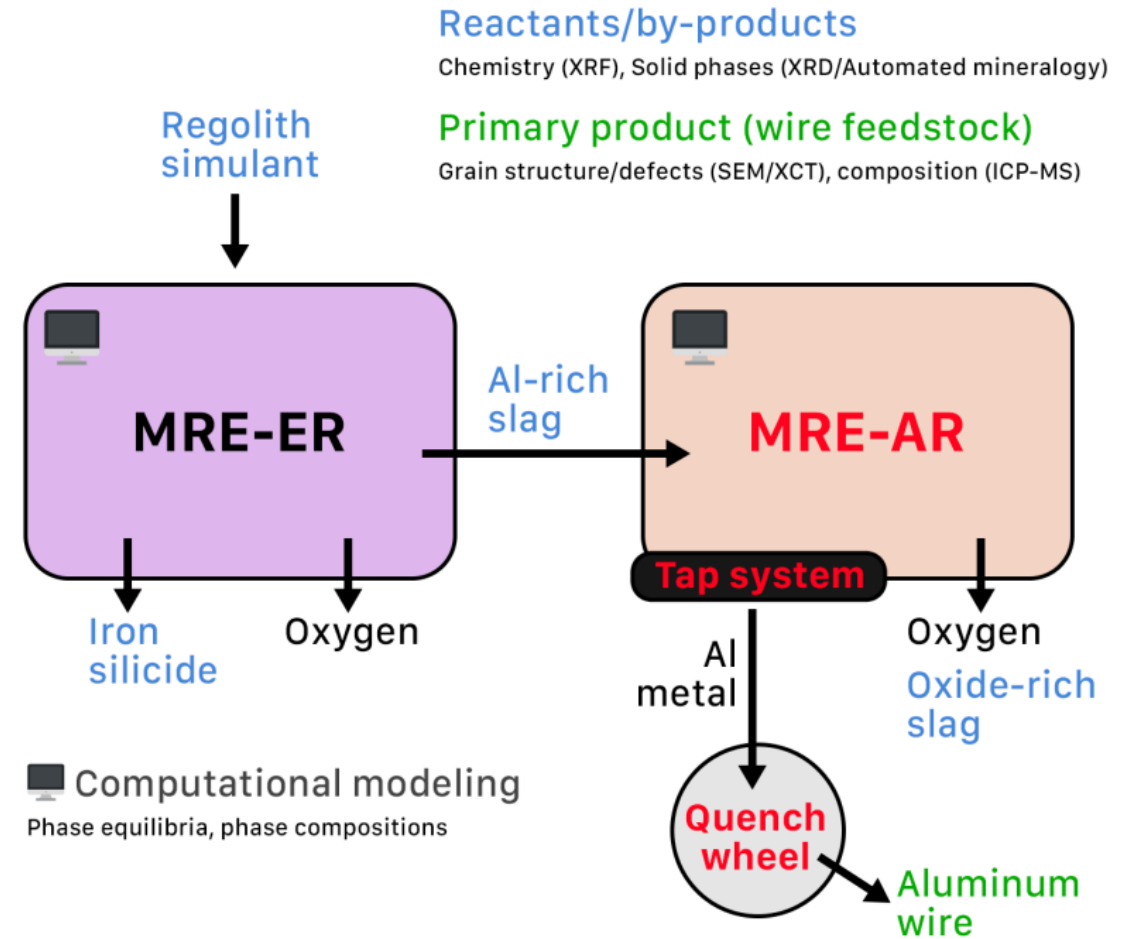 Reactants/by-products
Chemistry (XRF), Solid phases (XRD/Automated mineralogy)
Regolith
simulant
Primary product (wire feedstock)
Grain structure/defects (SEM/XCT), composition (ICP-MS)
MRE-ER
Al-rich
slag
MRE-AR
Tap system
Iron
silicide
Oxygen
Al
metal
Oxygen
Oxide-rich
slag
Computational modeling
Phase equilibria, phase compositions
Quench
wheel
Aluminum
wire